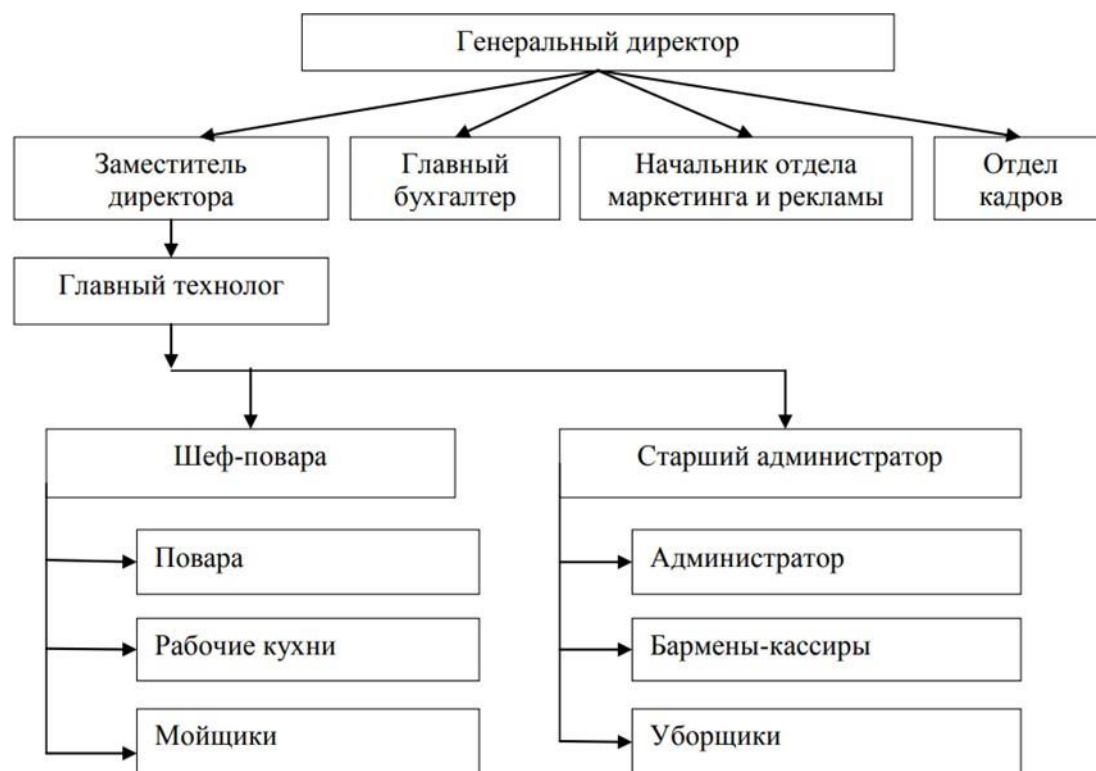 Генеральный директор
Заместитель
директора
Главный
бухгалтер
Начальник отдела
маркетинга и рекламы
Отдел
кадров
Главный технолог
Шеф-повара
Старший администратор
Повара
Администратор
Рабочие кухни
Бармены-кассиры
Мойщики
Уборщики